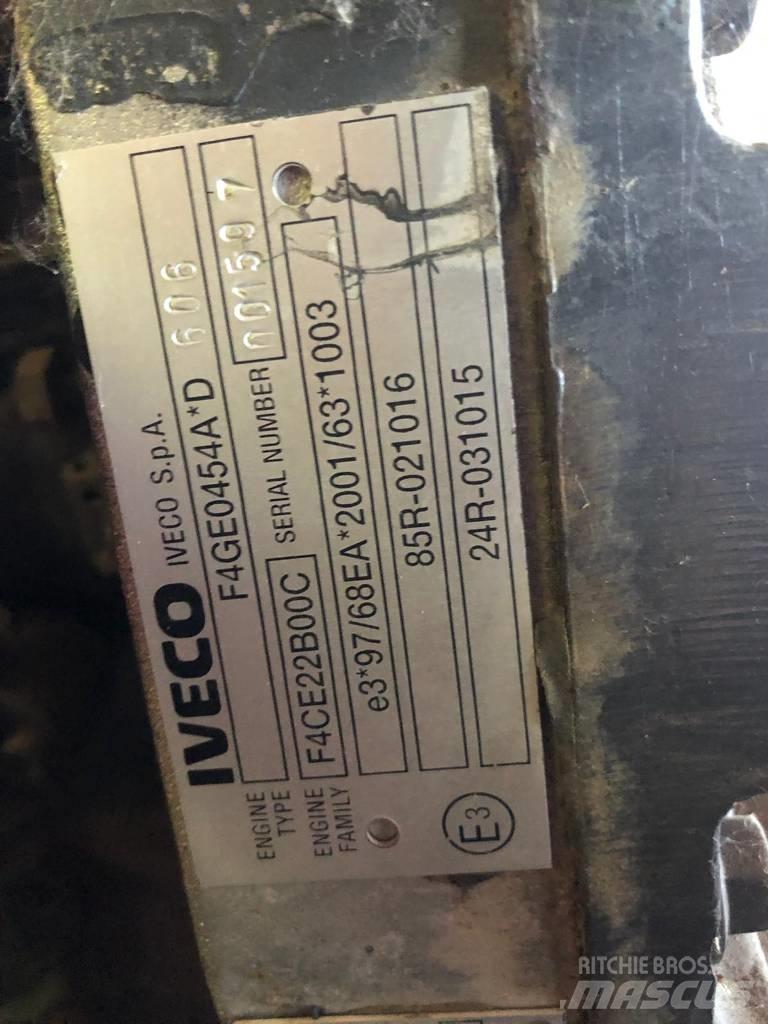 IVECO IVECO S.p.A.
ENGINE TYPE F4GE0454A*D 606
ENGINE FAMILY F4CE22B00C SERIAL NUMBER 001597
e3*97/68EA*2001/63*1003
85R-021016
E3 24R-031015
RITCHIE BROS.
MASCUS